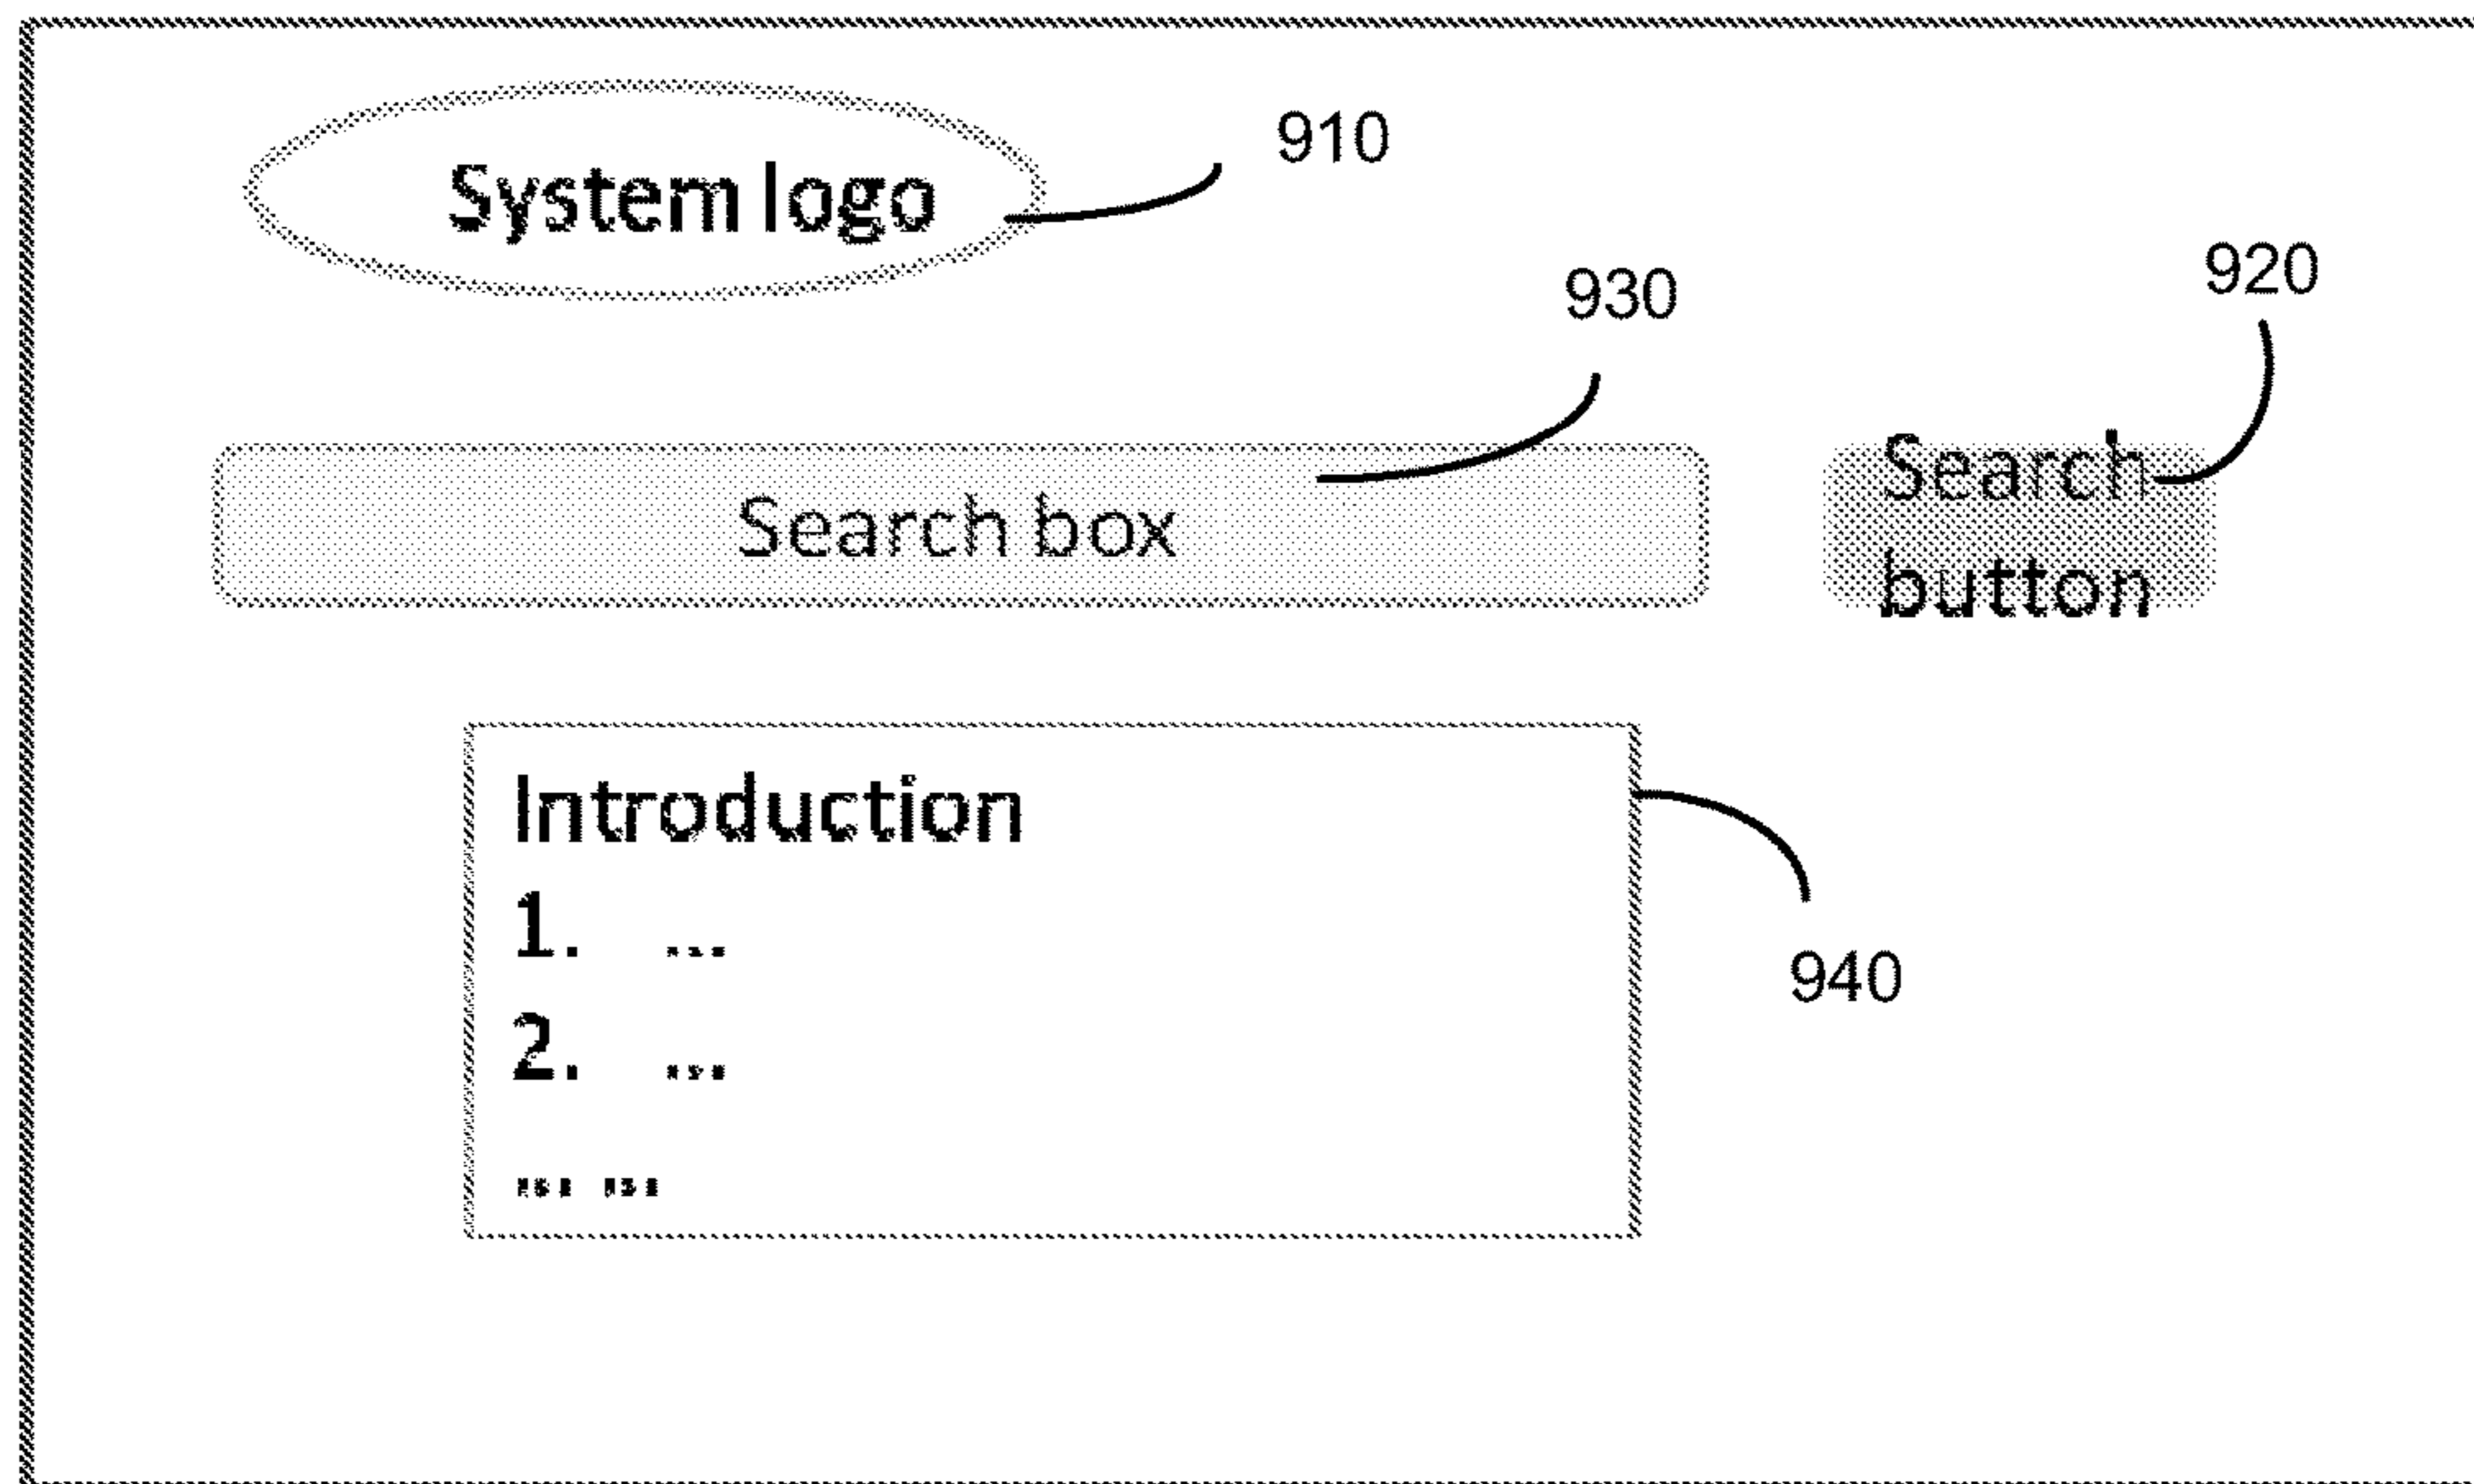 System logo
910
930
920
Search box
Search
button
Introduction
1. ...
2. ...
... ...
940